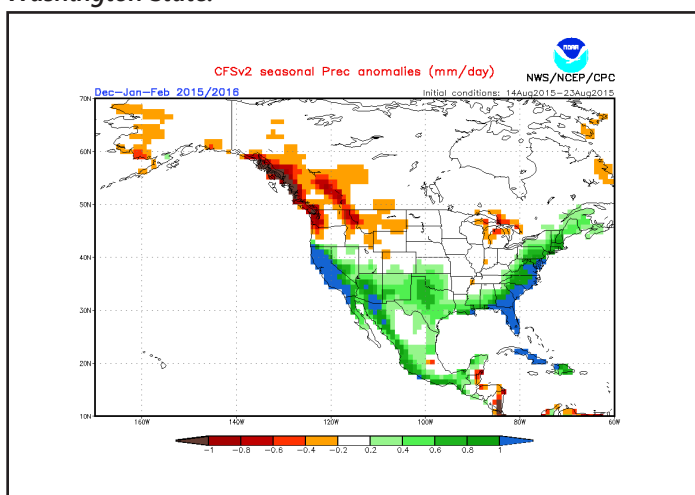 Washington State.
NOAA
CFSv2 seasonal Prec anomalies (mm/day)
NWS/NCEP/CPC
Dec-Jan-Feb 2015/2016
Initial conditions: 14Aug2015-23Aug2015
70N
60N
50N
40N
30N
20N
10N
160W 140W 120W 100W 80W 60W
-1 -0.8 -0.6 -0.4 -0.2 0.2 0.4 0.6 0.8 1